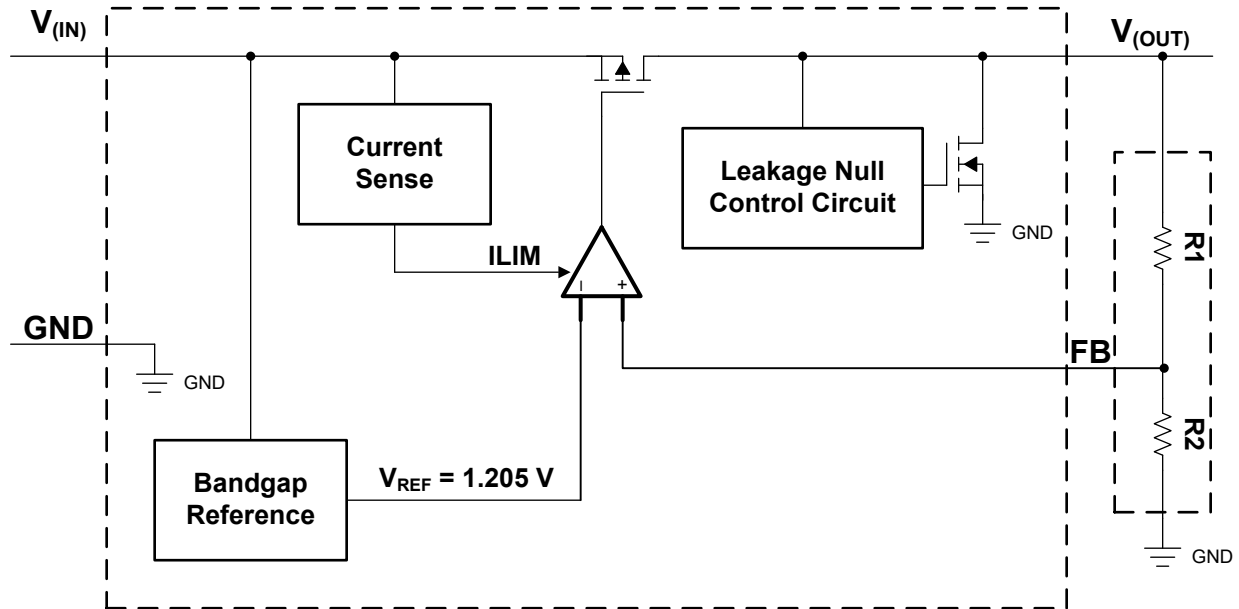 V(IN)
V(OUT)
Current
Sense
Leakage Null
Control Circuit
GND
R1
ILIM
GND
GND
FB
R2
Bandgap
Reference
VREF = 1.205 V
GND